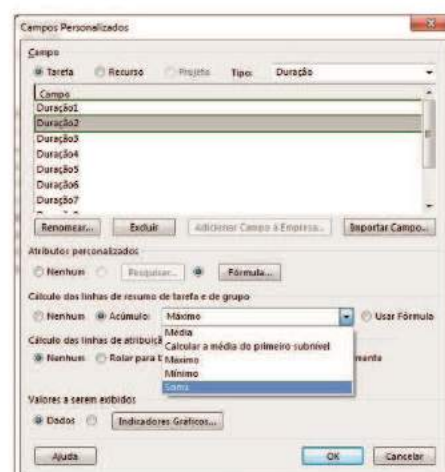 Campos Personalizados
Campo
Tarefa Recurso Projeto Tipo: Duração
Campo
Duração1
Duração2
Duração3
Duração4
Duração5
Duração6
Duração7
Renomear... Excluir Adicionar Campo à Empresa... Importar Campo...
Atributos personalizados
Nenhum Pesquisar... Fórmula...
Cálculo das linhas de resumo de tarefa e de grupo
Nenhum Acúmulo: Máximo Usar Fórmula
Média
Calcular a média do primeiro subnível
Cálculo das linhas de atribuiçã
Máximo
Nenhum Rolar para b mente
Mínimo
Soma
Valores a serem exibidos
Dados Indicadores Gráficos...
Ajuda OK Cancelar